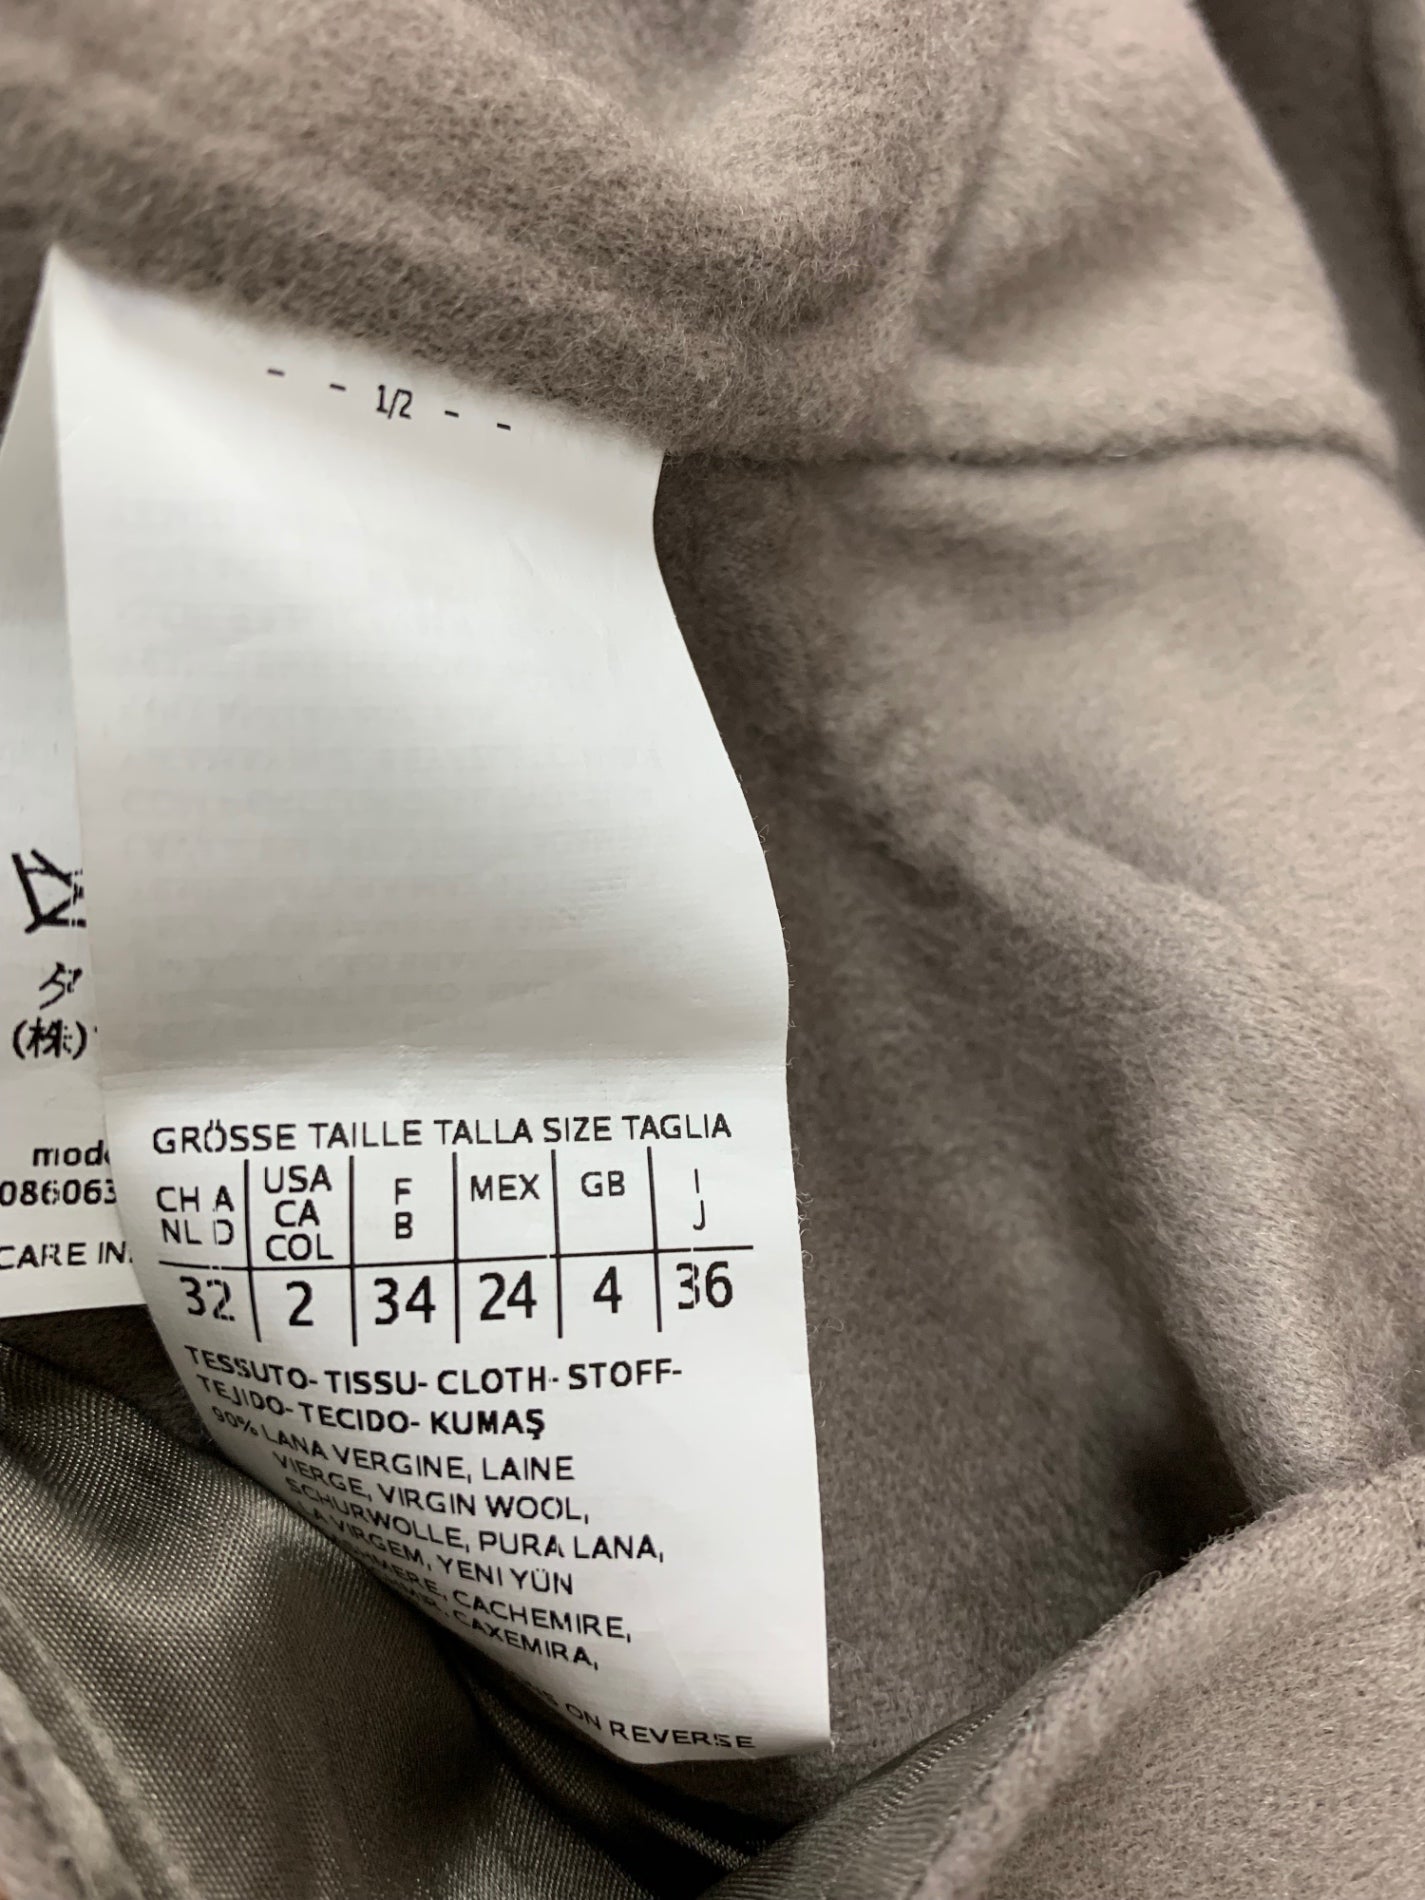 - - 1/2 - -
(株)
086063
CARE IN
GRÖSSE TAILLE TALLA SIZE TAGLIA
CH A USA F MEX GB I
NL D CA B J
COL
32 2 34 24 4 36
TESSUTO- TISSU- CLOTH- STOFF-
TEJIDO- TECIDO- KUMAŞ
90% LANA VERGINE, LAINE
VIERGE, VIRGIN WOOL,
SCHURWOLLE, PURA LANA,
VIRGEM, YENI YÜN
CACHEMIRE,
CAXEMIRA,
ON REVERSE